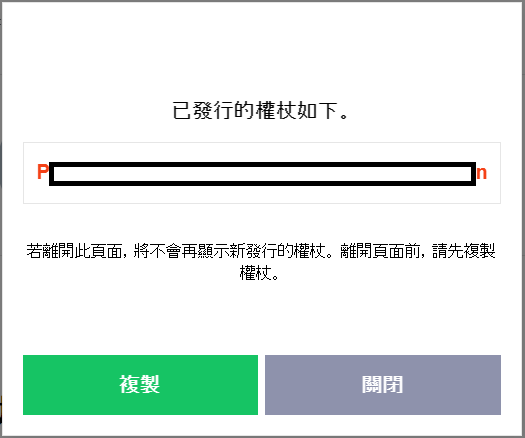 已發行的權杖如下。
P
n
若離開此頁面，將不會再顯示新發行的權杖。離開頁面前，請先複製
權杖。
複製
關閉